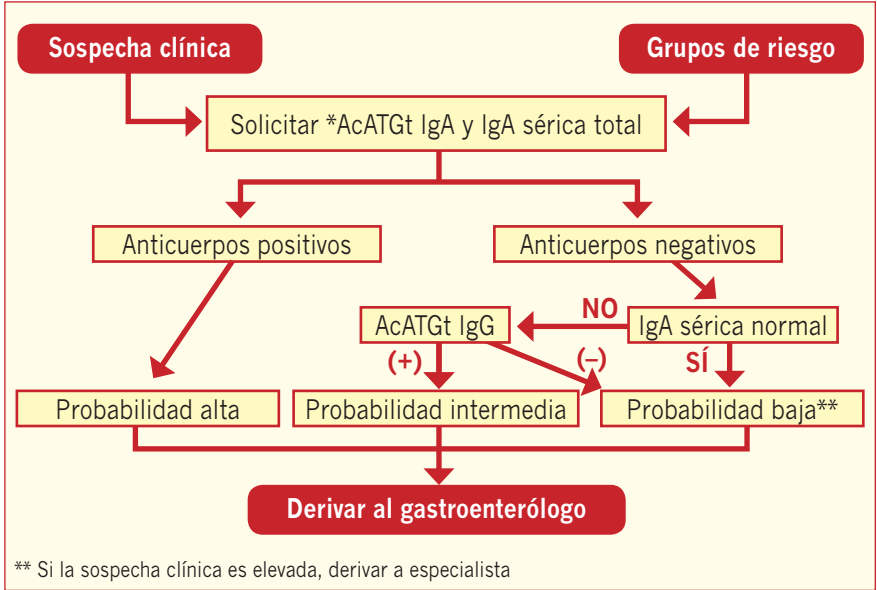 Sospecha clínica
Grupos de riesgo
Solicitar *AcATGt IgA y IgA sérica total
Anticuerpos positivos
Anticuerpos negativos
AcATGt IgG
NO
IgA sérica normal
(+)
(–)
SÍ
Probabilidad alta
Probabilidad intermedia
Probabilidad baja**
Derivar al gastroenterólogo
** Si la sospecha clínica es elevada, derivar a especialista